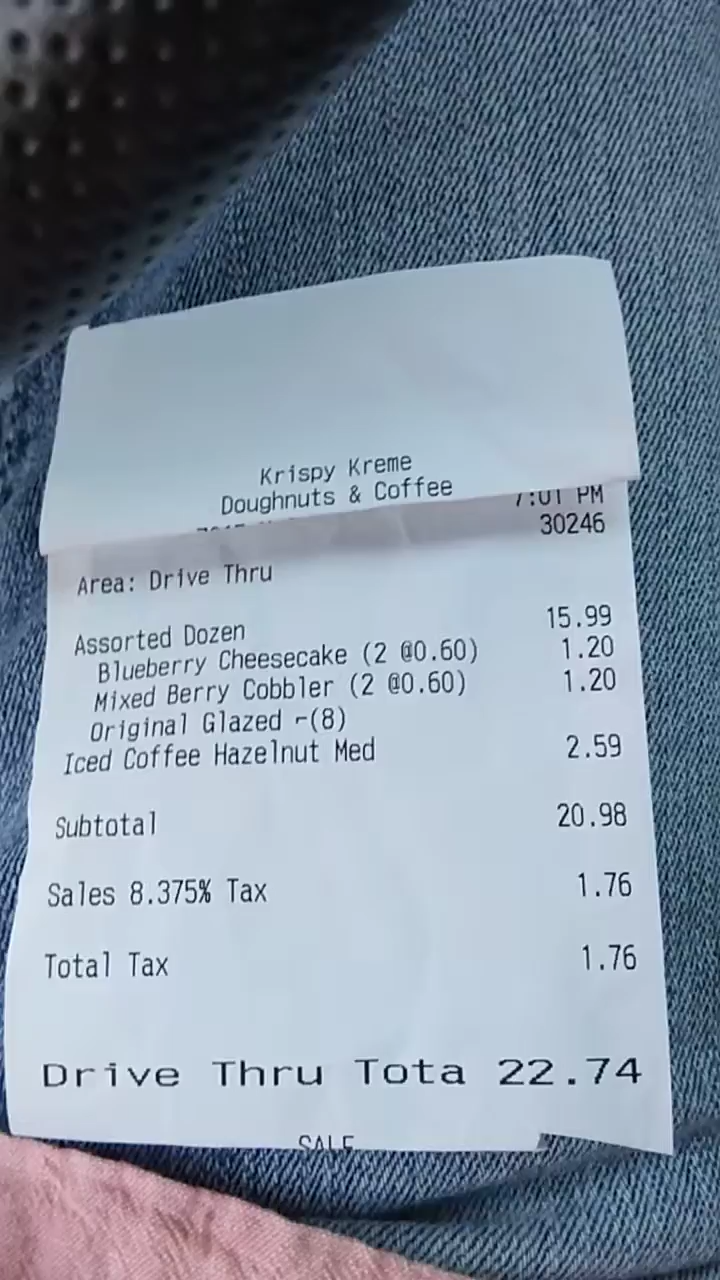 Krispy Kreme
Doughnuts & Coffee
7:01 PM
30246
Area: Drive Thru
Assorted Dozen 15.99
Blueberry Cheesecake (2 @0.60) 1.20
Mixed Berry Cobbler (2 @0.60) 1.20
Original Glazed -(8)
Iced Coffee Hazelnut Med 2.59
Subtotal 20.98
Sales 8.375% Tax 1.76
Total Tax 1.76
Drive Thru Tota 22.74
SALE